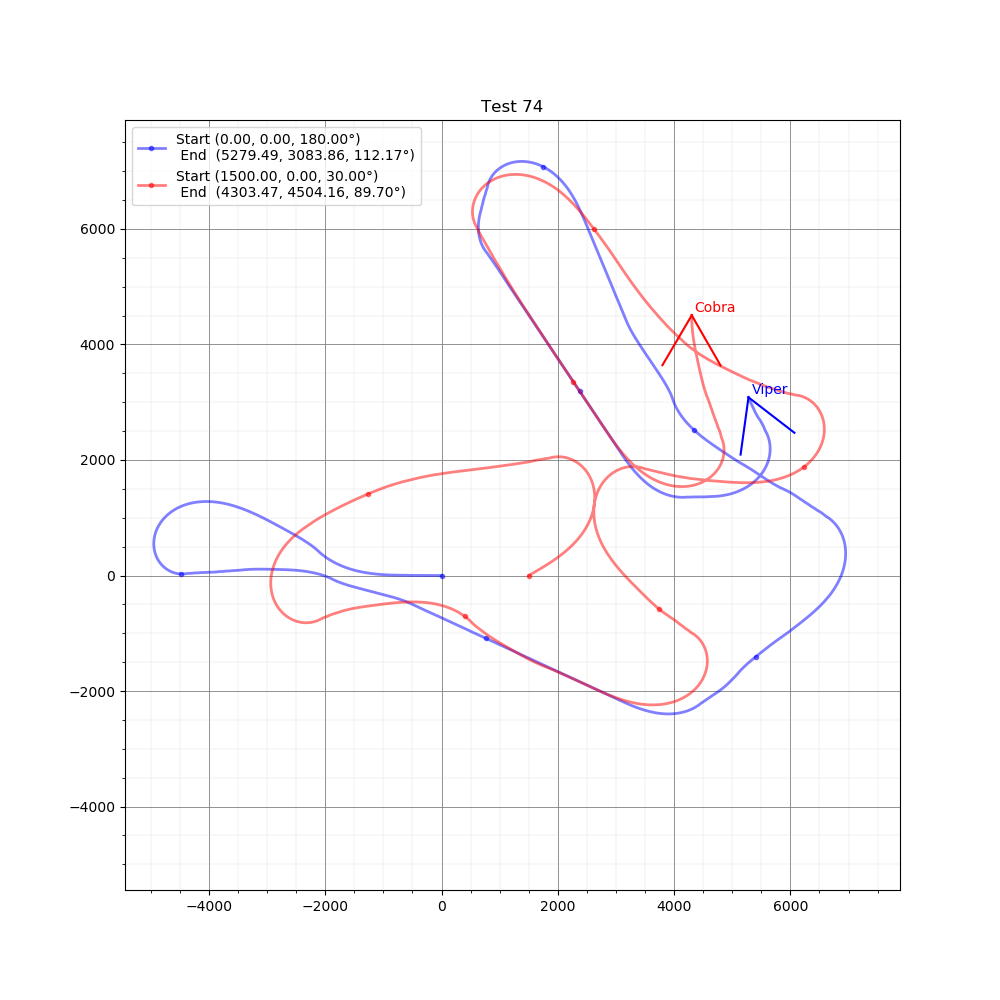 Test 74
Start (0.00, 0.00, 180.00°)
End (5279.49, 3083.86, 112.17°)
Start (1500.00, 0.00, 30.00°)
End (4303.47, 4504.16, 89.70°)
6000
4000
2000
0
−2000
−4000
Cobra
Viper
−4000
−2000
0
2000
4000
6000